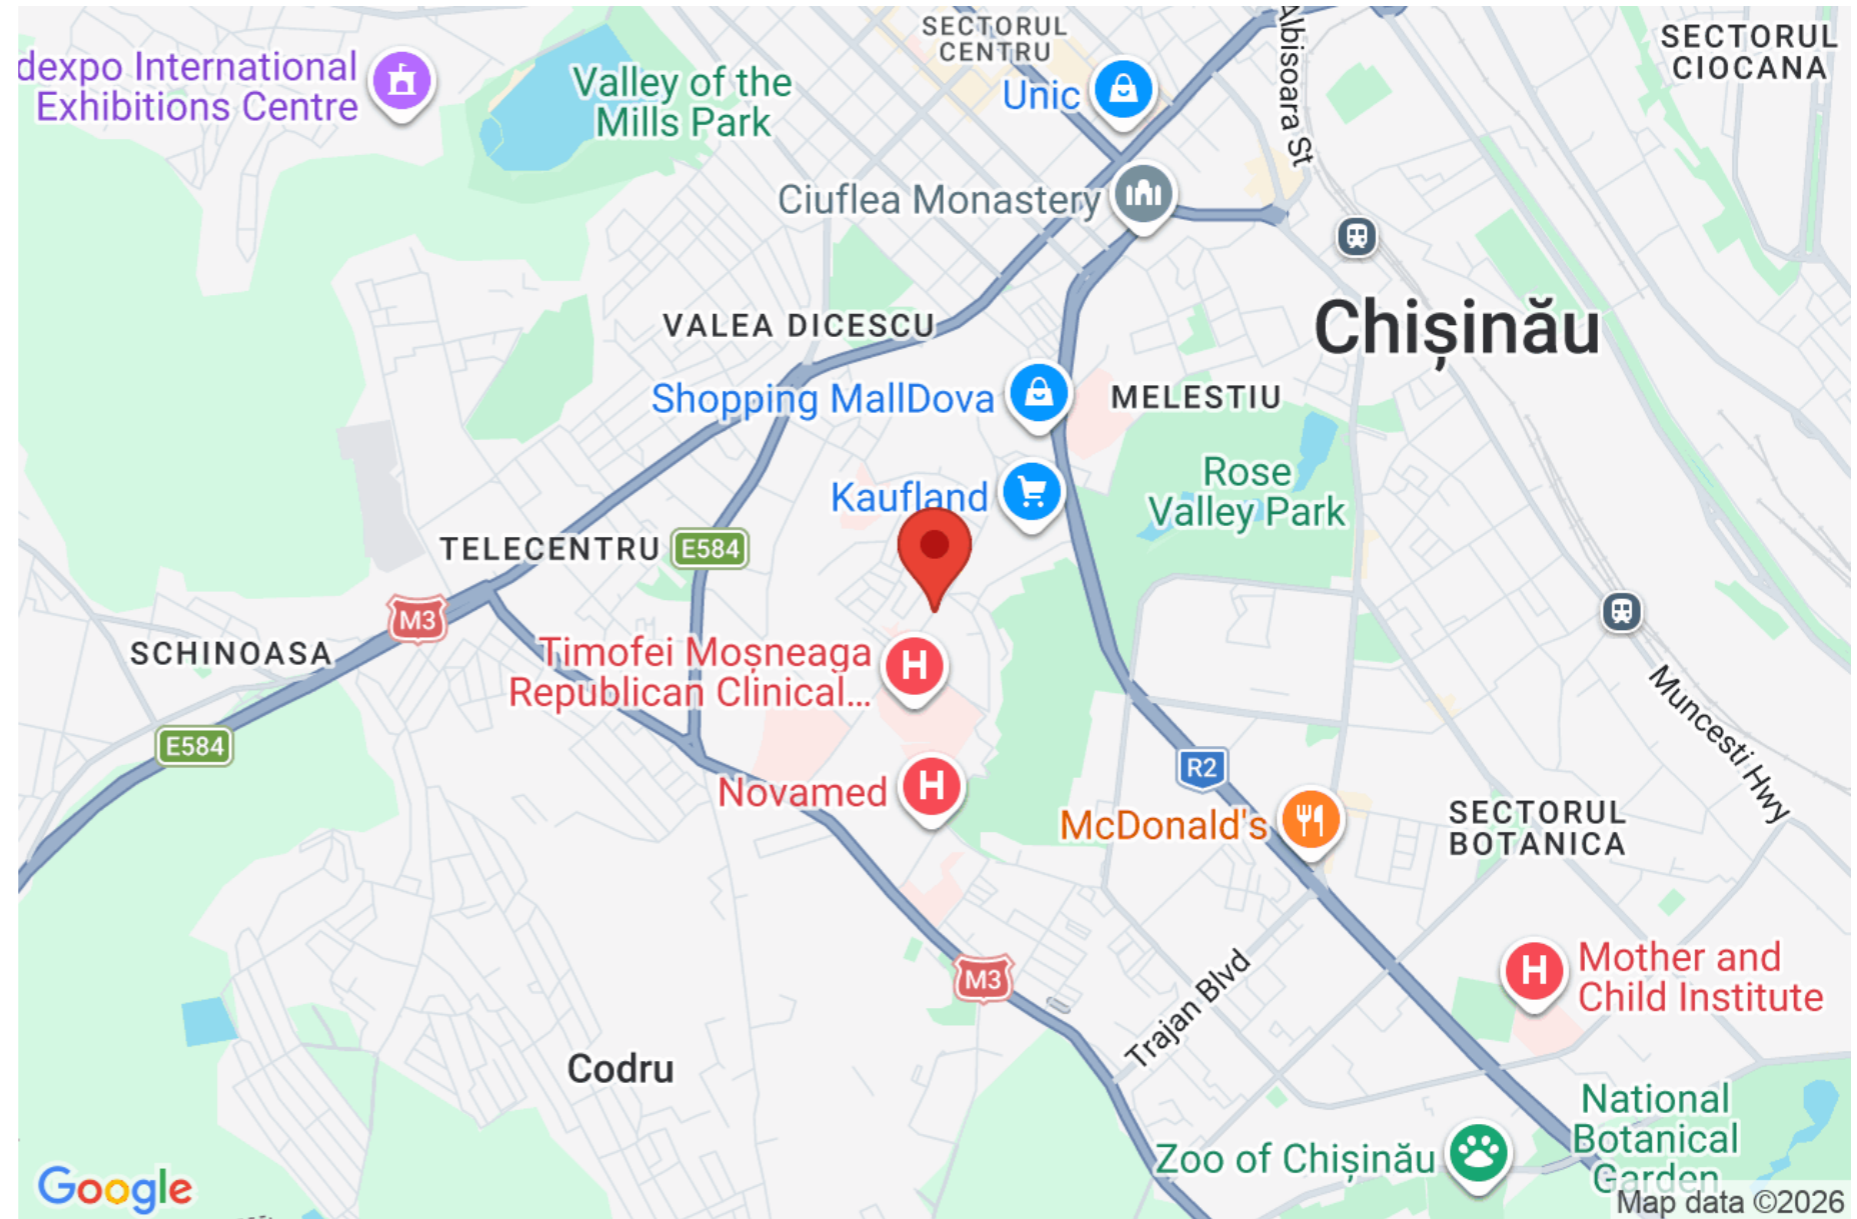 SECTORUL
CENTRU
SECTORUL
CIOCANA
dexpo International
Exhibitions Centre
Valley of the
Mills Park
Unic
Albisoara St
Ciuflea Monastery
VALEA DICESCU
Chișinău
Shopping MallDova
MELESTIU
Kaufland
Rose
Valley Park
TELECENTRU
E584
M3
SCHINOASA
Timofei Moșneaga
Republican Clinical...
H
E584
Muncesti Hwy
R2
Novamed
H
McDonald's
SECTORUL
BOTANICA
M3
Trajan Blvd
H
Mother and
Child Institute
Codru
National
Botanical
Garden
Zoo of Chișinău
Google
Map data ©2026